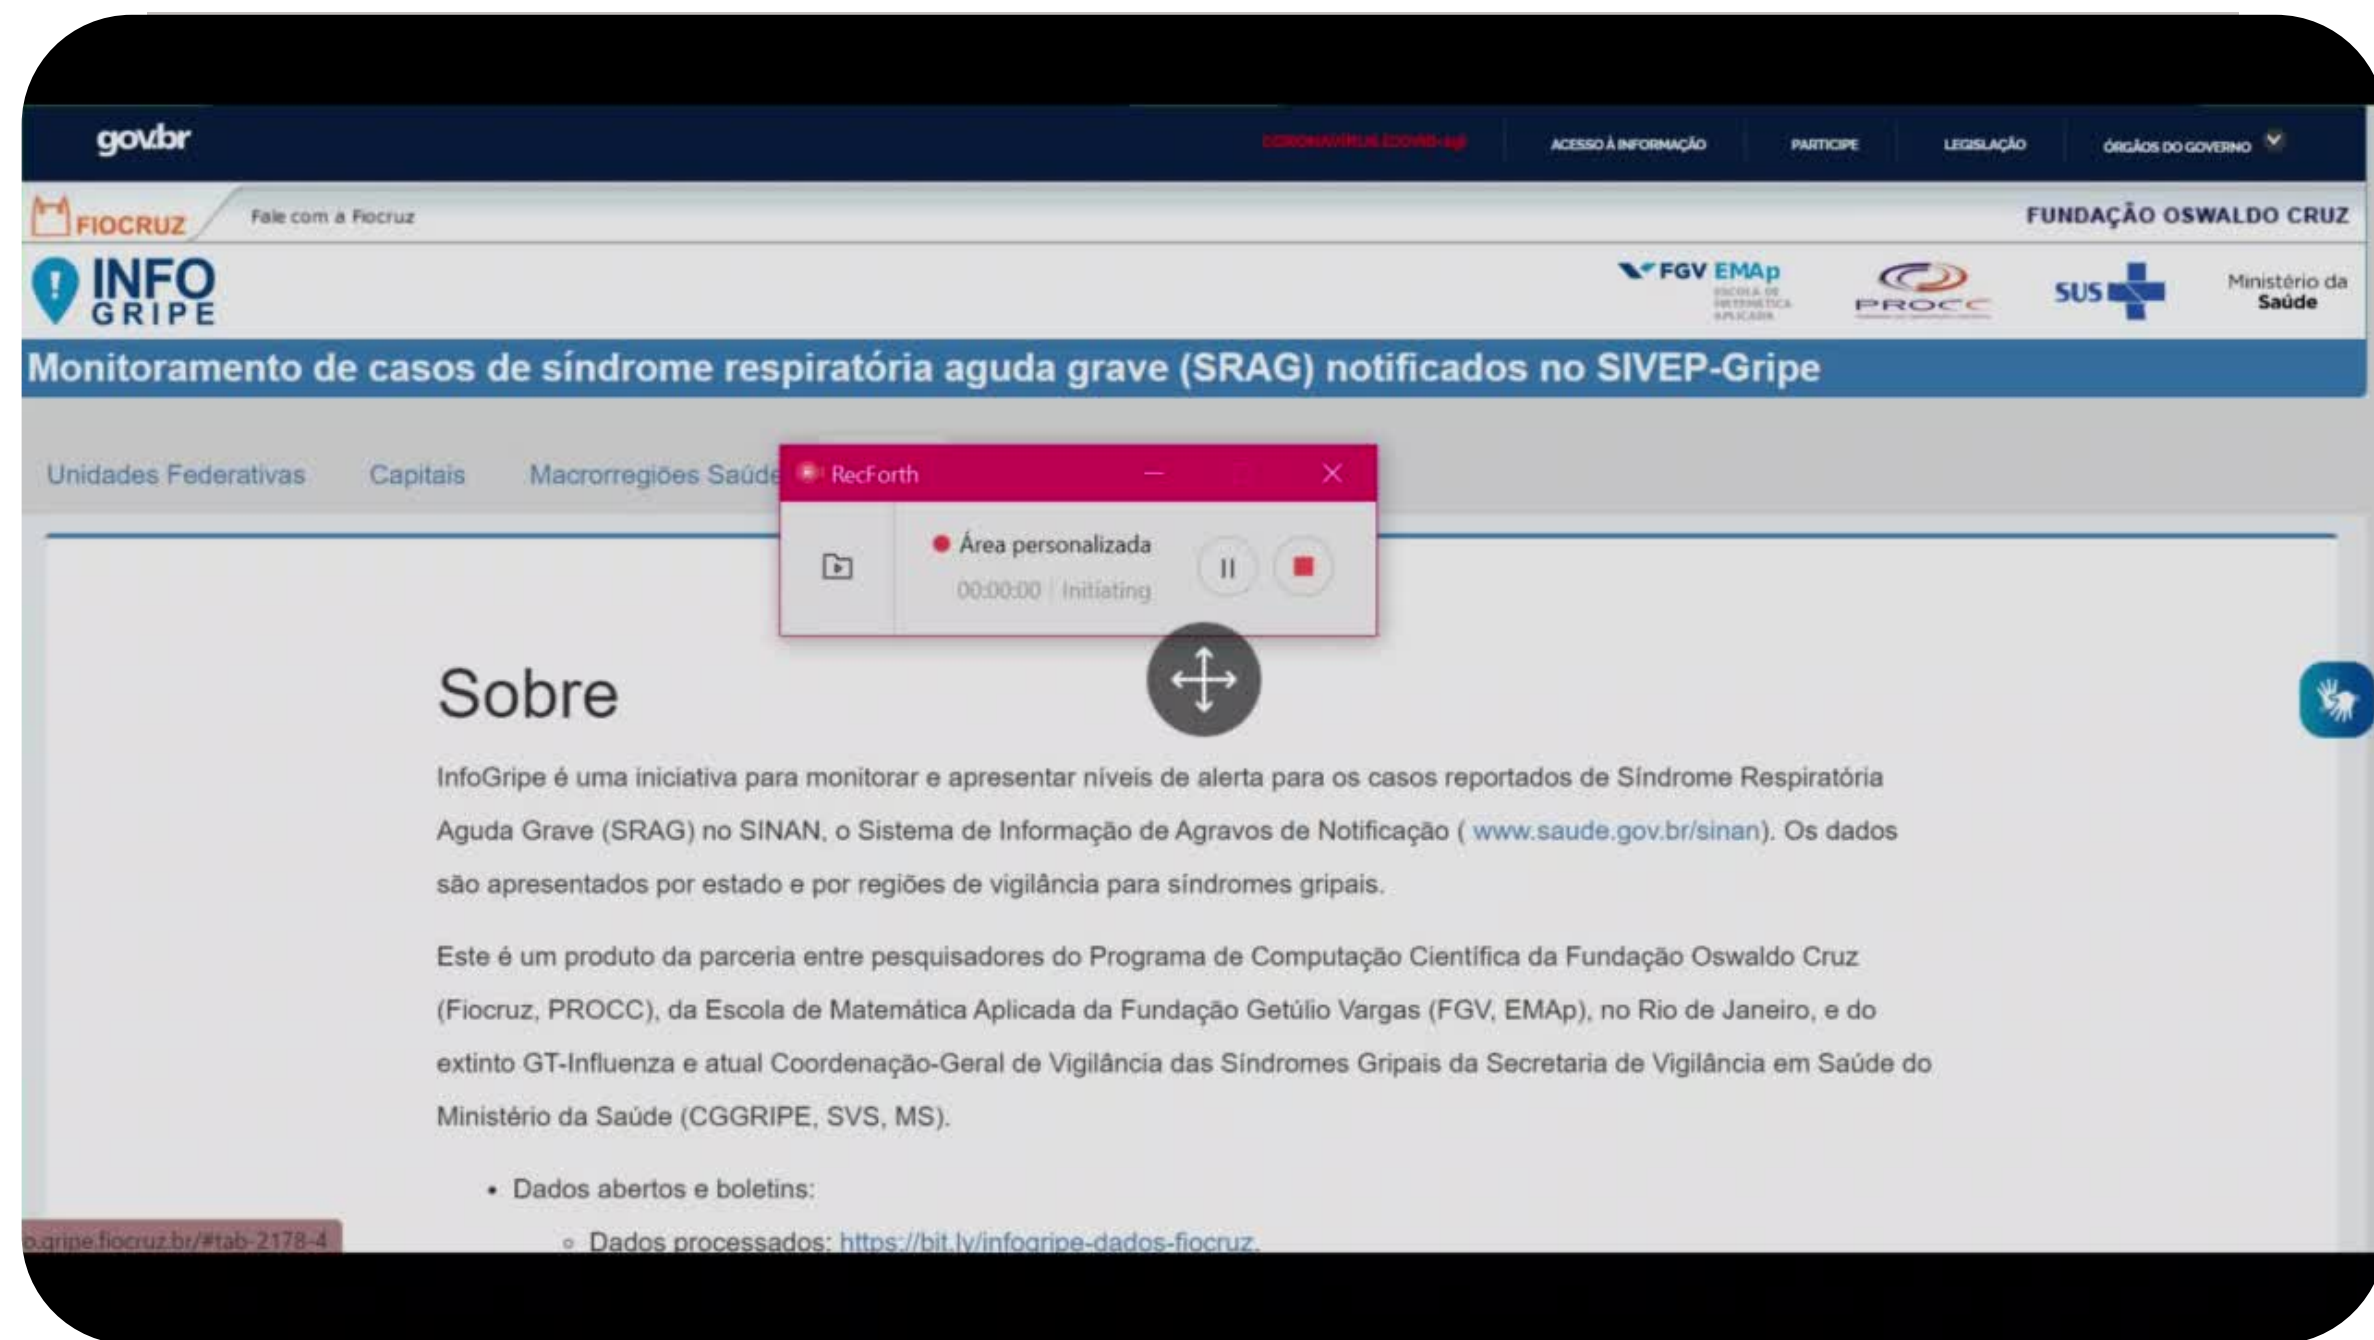 gov.br
CORONAVÍRUS (COVID-19)
ACESSO À INFORMAÇÃO
PARTICIPE
LEGISLAÇÃO
ÓRGÃOS DO GOVERNO
FIOCRUZ
Fale com a Fiocruz
FUNDAÇÃO OSWALDO CRUZ
INFO
GRIPE
FGV EMAp
ESCOLA DE
MATEMÁTICA
APLICADA
PROCC
SUS
Ministério da
Saúde
Monitoramento de casos de síndrome respiratória aguda grave (SRAG) notificados no SIVEP-Gripe
Unidades Federativas
Capitais
Macrorregiões Saúde
RecForth
Área personalizada
00:00:00 | Initiating
Sobre
InfoGripe é uma iniciativa para monitorar e apresentar níveis de alerta para os casos reportados de Síndrome Respiratória
Aguda Grave (SRAG) no SINAN, o Sistema de Informação de Agravos de Notificação ( www.saude.gov.br/sinan). Os dados
são apresentados por estado e por regiões de vigilância para síndromes gripais.
Este é um produto da parceria entre pesquisadores do Programa de Computação Científica da Fundação Oswaldo Cruz
(Fiocruz, PROCC), da Escola de Matemática Aplicada da Fundação Getúlio Vargas (FGV, EMAp), no Rio de Janeiro, e do
extinto GT-Influenza e atual Coordenação-Geral de Vigilância das Síndromes Gripais da Secretaria de Vigilância em Saúde do
Ministério da Saúde (CGGRIPE, SVS, MS).
• Dados abertos e boletins:
o.gripe.fiocruz.br/#tab-2178-4
◦ Dados processados: https://bit.ly/infogripe-dados-fiocruz.